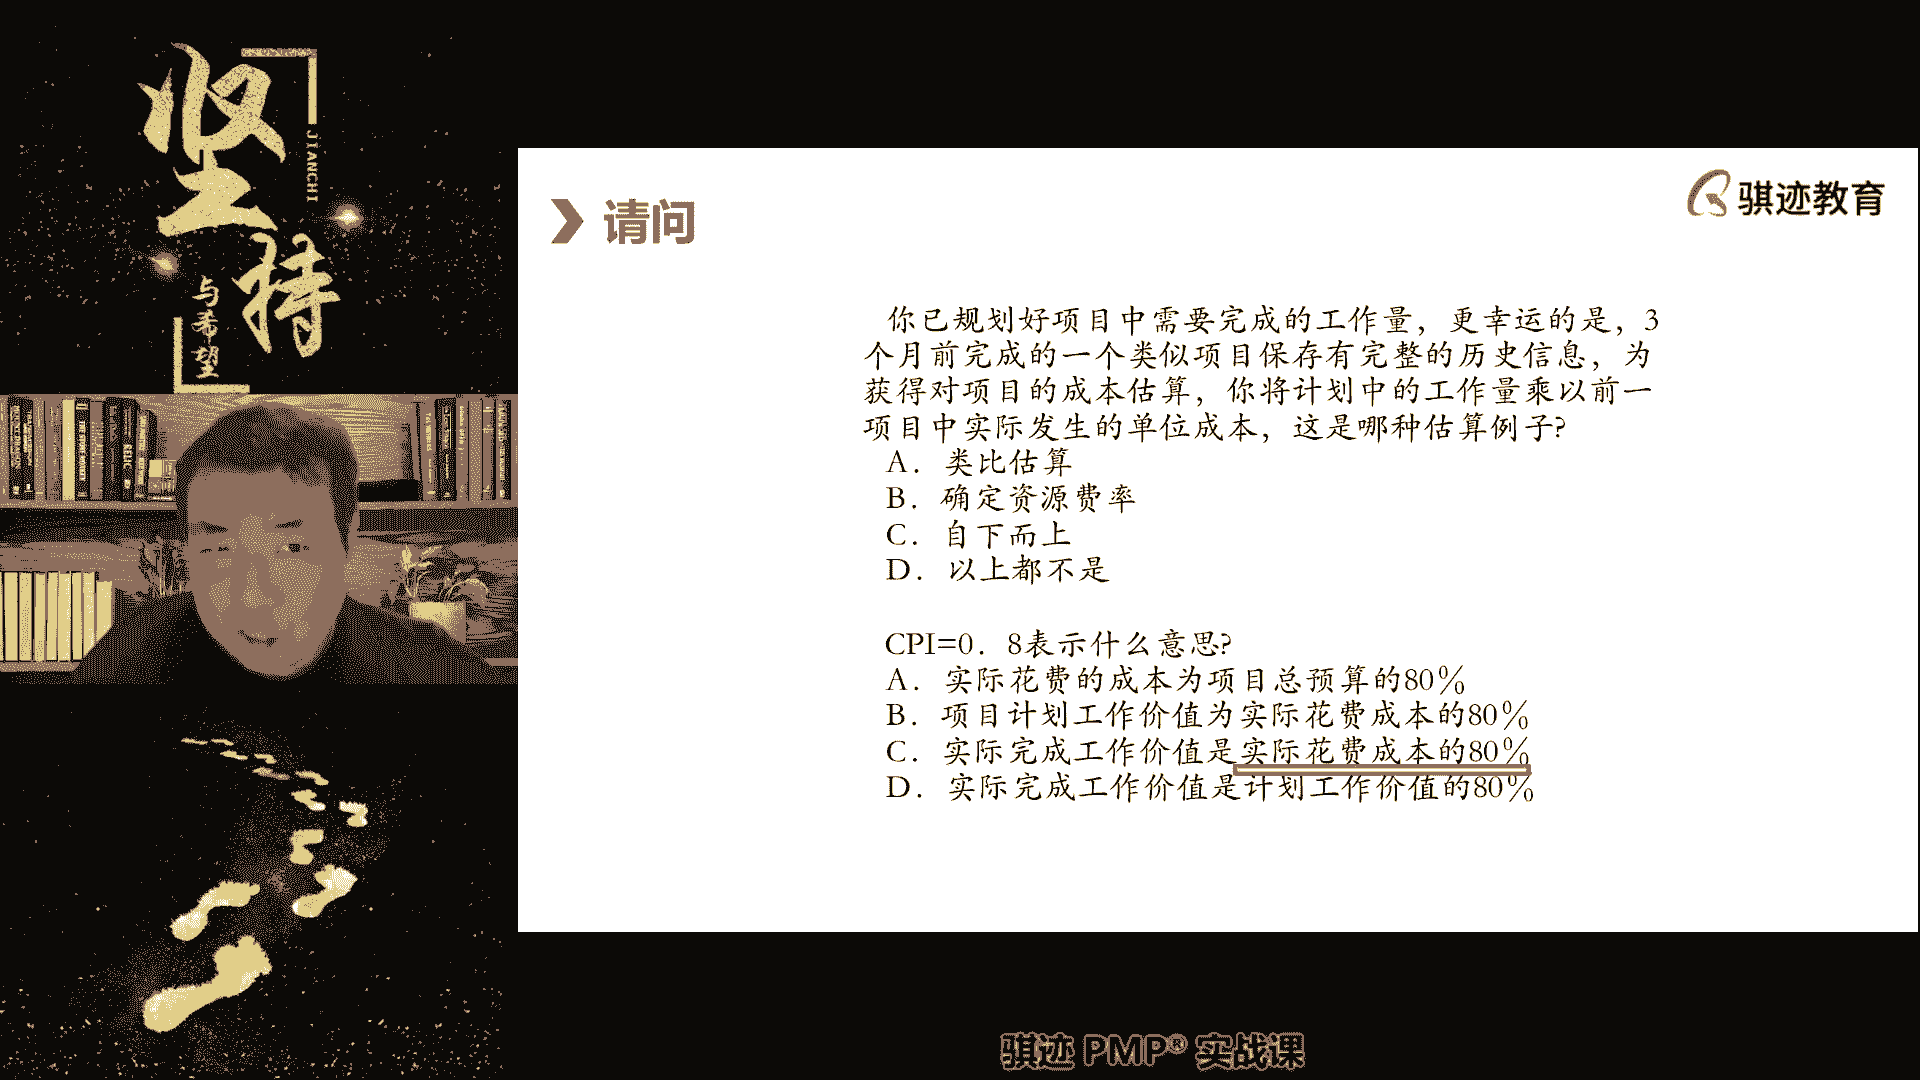 坚持
JIANCHI
与希望
请问
骐迹教育
你已规划好项目中需要完成的工作量，更幸运的是，3
个月前完成的一个类似项目保存有完整的历史信息，为
获得对项目的成本估算，你将计划中的工作量乘以前一
项目中实际发生的单位成本，这是哪种估算例子?
A. 类比估算
B. 确定资源费率
C. 自下而上
D. 以上都不是
CPI=0. 8表示什么意思?
A. 实际花费的成本为项目总预算的80%
B. 项目计划工作价值为实际花费成本的80%
C. 实际完成工作价值是实际花费成本的80%
D. 实际完成工作价值是计划工作价值的80%
骐迹 PMP® 实战课